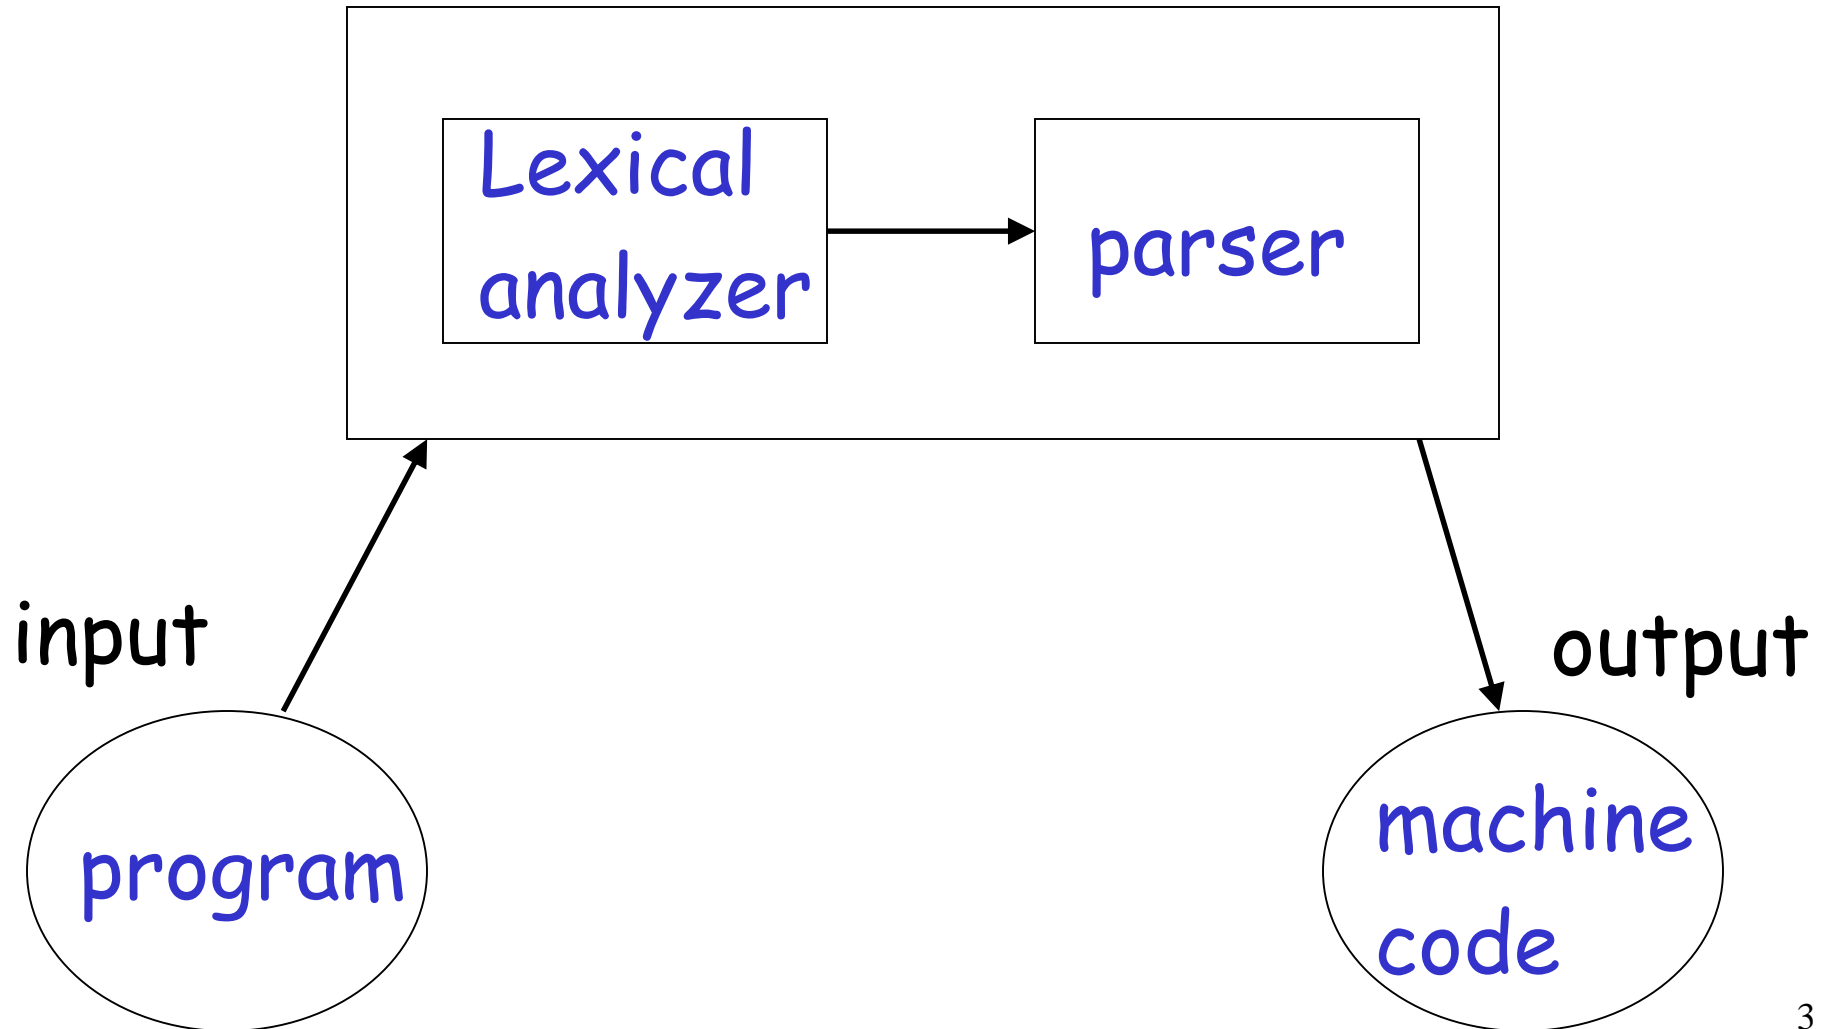 Lexical
analyzer
parser
input
output
program
machine
code
3